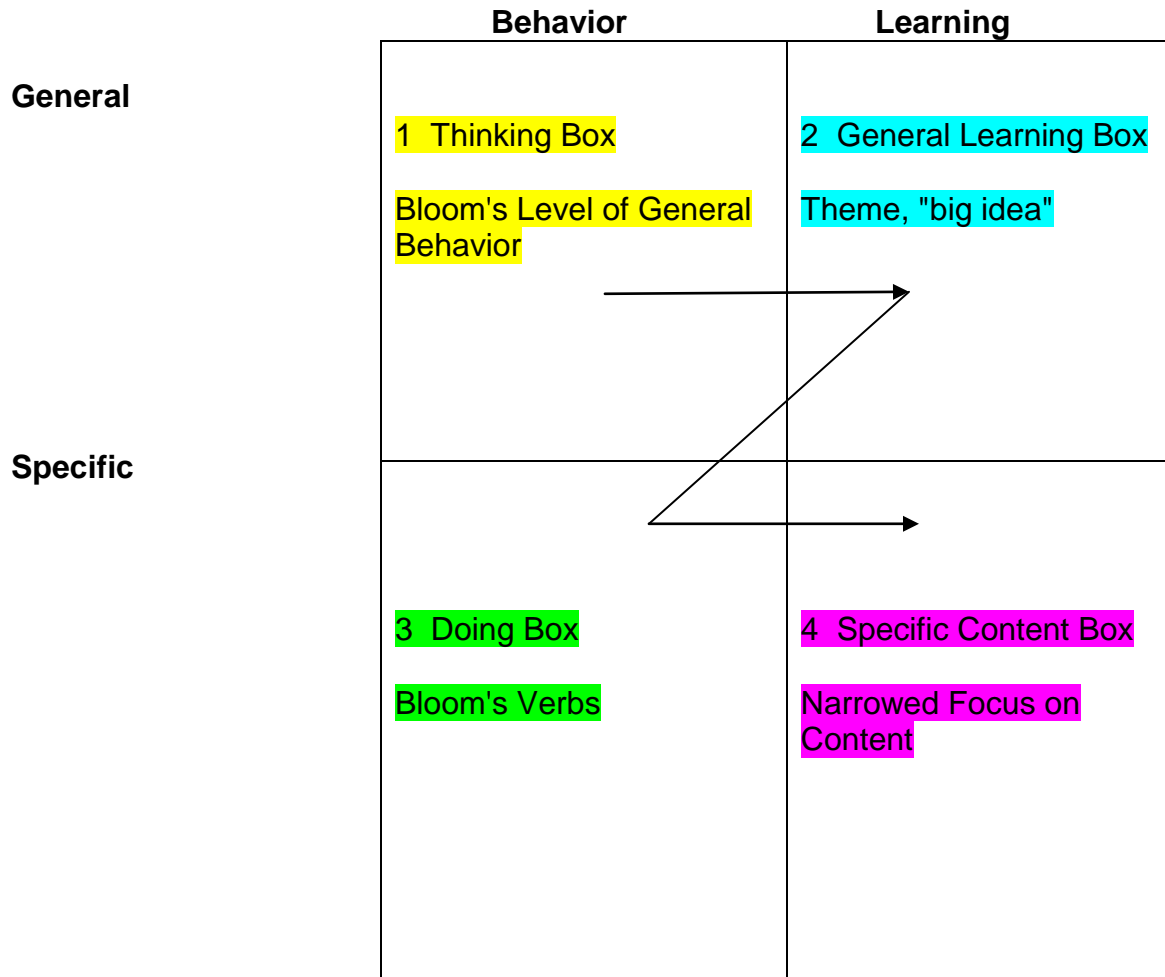 Behavior Learning
General
1 Thinking Box
Bloom's Level of General
Behavior
2 General Learning Box
Theme, "big idea"
Specific
3 Doing Box
Bloom's Verbs
4 Specific Content Box
Narrowed Focus on
Content